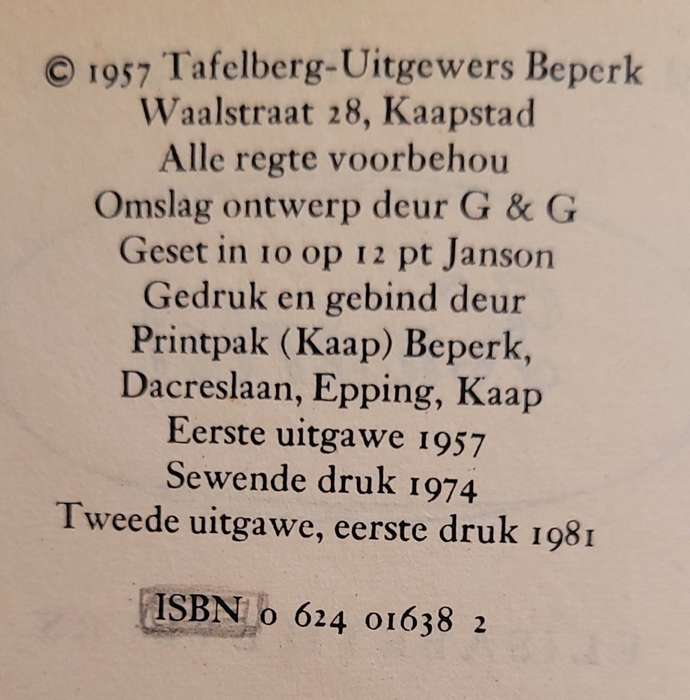 © 1957 Tafelberg-Uitgewers Beperk
Waalstraat 28, Kaapstad
Alle regte voorbehou
Omslag ontwerp deur G & G
Geset in 10 op 12 pt Janson
Gedruk en gebind deur
Printpak (Kaap) Beperk,
Dacreslaan, Epping, Kaap
Eerste uitgawe 1957
Sewende druk 1974
Tweede uitgawe, eerste druk 1981
ISBN 0 624 01638 2